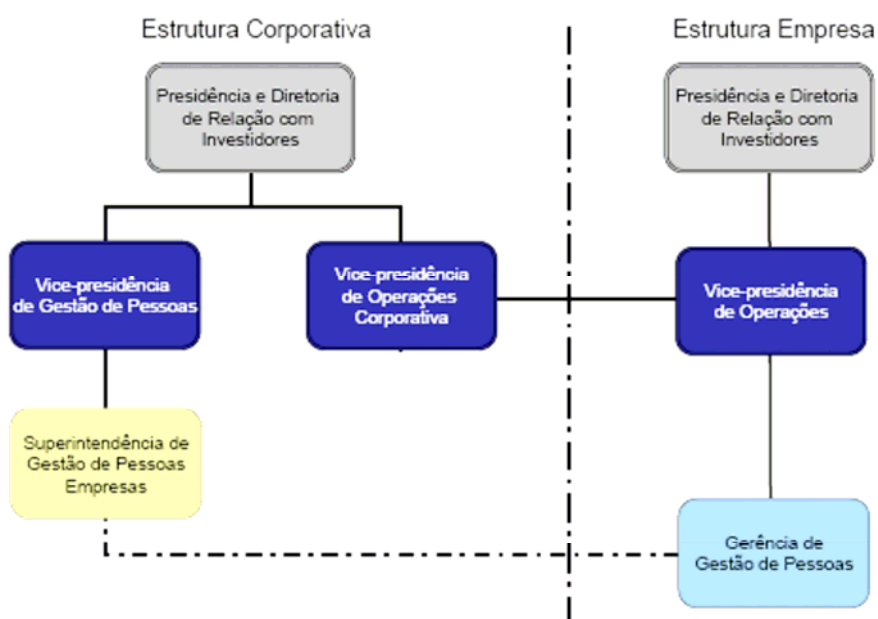 Estrutura Corporativa
Estrutura Empresa
Presidência e Diretoria
de Relação com
Investidores
Presidência e Diretoria
de Relação com
Investidores
Vice-presidência
de Gestão de Pessoas
Vice-presidência
de Operações
Corporativa
Vice-presidência
de Operações
Superintendência de
Gestão de Pessoas
Empresas
Gerência de
Gestão de Pessoas